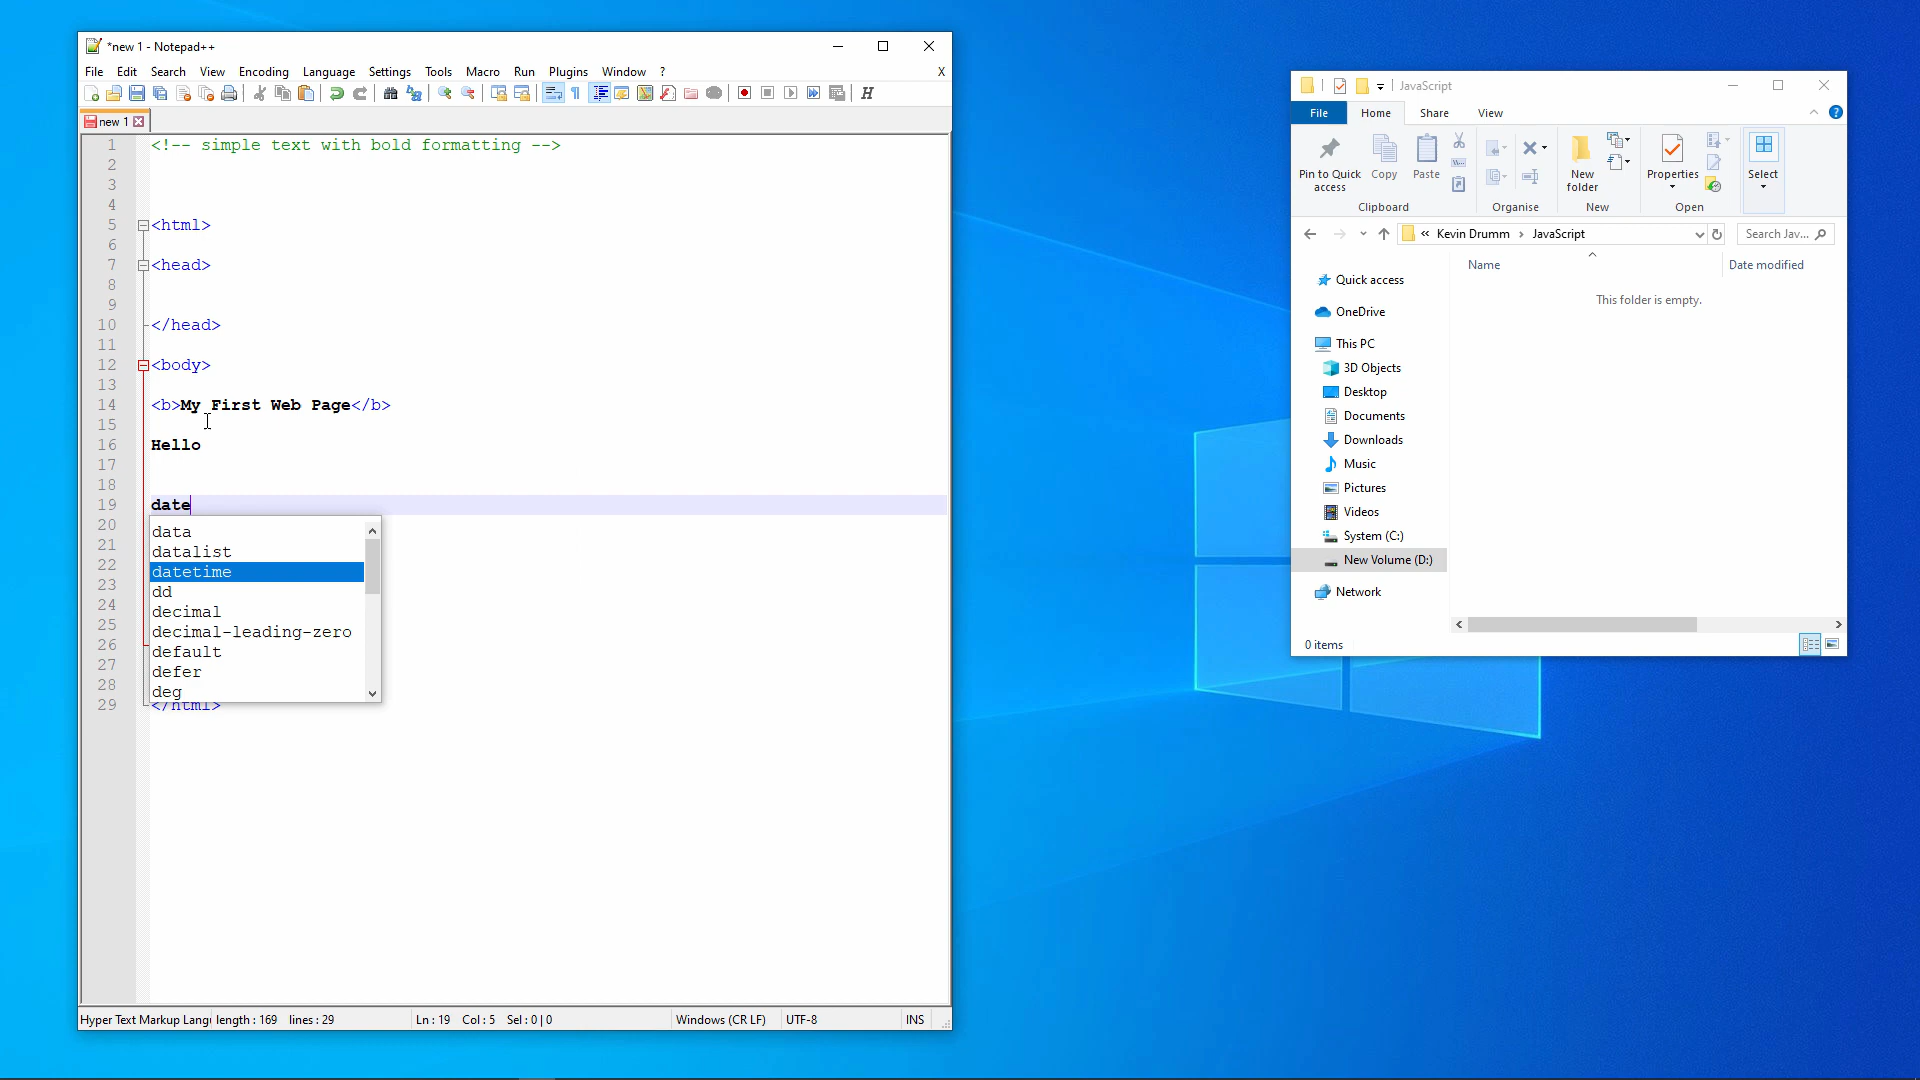 *new 1 - Notepad++
File Edit Search View Encoding Language Settings Tools Macro Run Plugins Window ? X
new 1
1 <!-- simple text with bold formatting -->
2
3
4
5 <html>
6
7 <head>
8
9
10 </head>
11
12 <body>
13
14 <b>My First Web Page</b>
15
16 Hello
17
18
19 date
20
21
22
23
24
25
26
27
28
29 </html>
data
datalist
datetime
dd
decimal
decimal-leading-zero
default
defer
deg
Hyper Text Markup Lang length : 169 lines : 29 Ln : 19 Col : 5 Sel : 0 | 0 Windows (CR LF) UTF-8 INS
JavaScript
File Home Share View
Pin to Quick access
Copy
Paste
Clipboard
Organise
New folder
New
Properties
Open
Select
« Kevin Drumm › JavaScript
Search Jav...
Name Date modified
This folder is empty.
Quick access
OneDrive
This PC
3D Objects
Desktop
Documents
Downloads
Music
Pictures
Videos
System (C:)
New Volume (D:)
Network
0 items